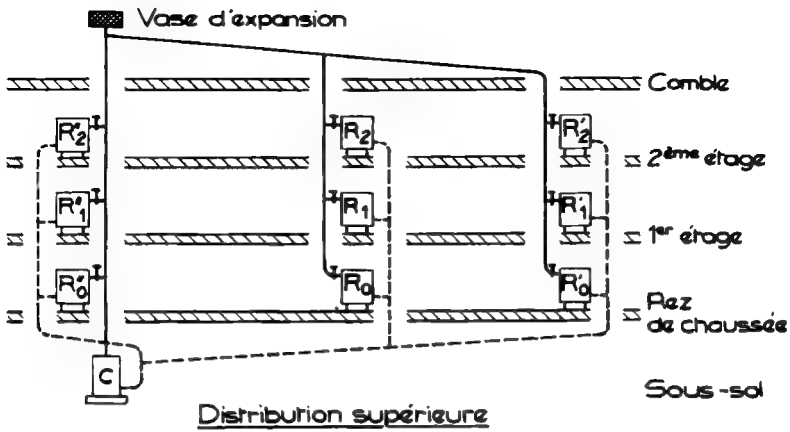 Vase d'expansion
Comble
R"2
R2
R'2
2ème étage
R"1
R1
R'1
1er étage
R"0
R0
R'0
Rez
de chaussée
C
Sous-sol
Distribution supérieure